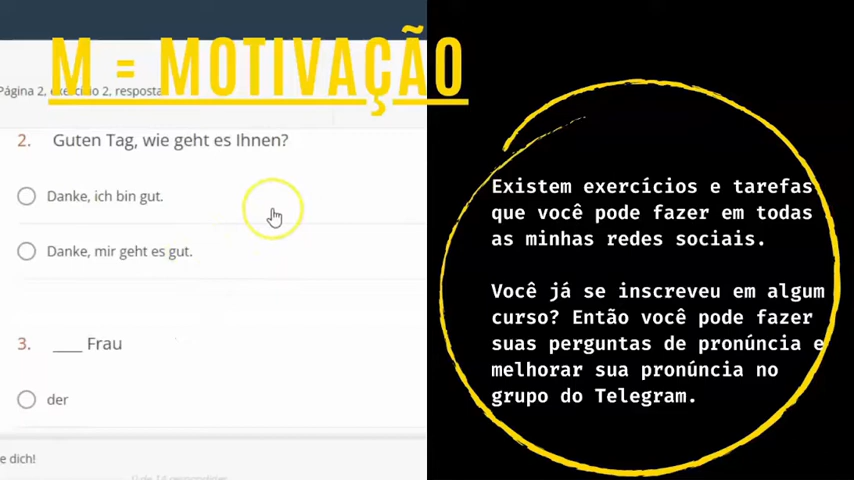 M = MOTIVAÇÃO
Página 2, exercício 2, resposta
2. Guten Tag, wie geht es Ihnen?
Danke, ich bin gut.
Danke, mir geht es gut.
3. ____ Frau
der
e dich!
Existem exercícios e tarefas
que você pode fazer em todas
as minhas redes sociais.
Você já se inscreveu em algum
curso? Então você pode fazer
suas perguntas de pronúncia e
melhorar sua pronúncia no
grupo do Telegram.